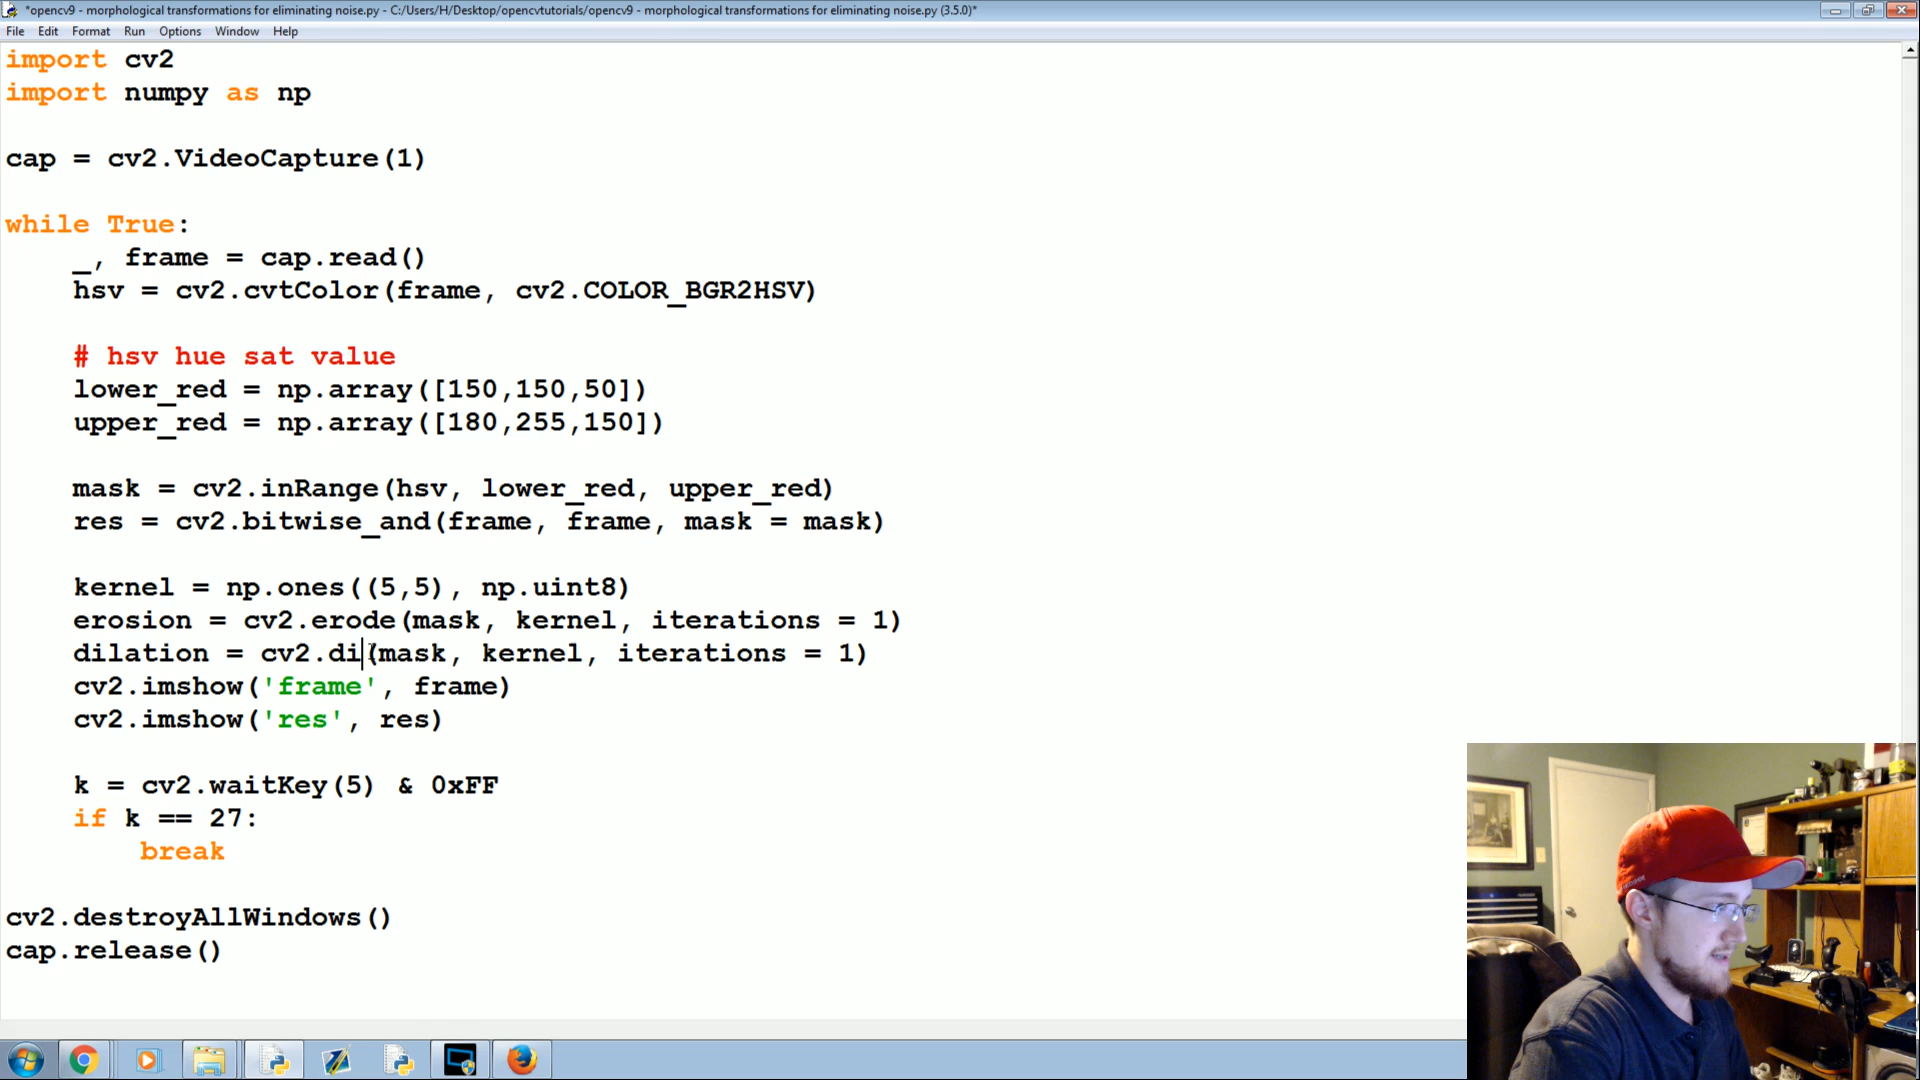 *opencv9 - morphological transformations for eliminating noise.py - C:/Users/H/Desktop/opencvtutorials/opencv9 - morphological transformations for eliminating noise.py (3.5.0)*
File Edit Format Run Options Window Help
import cv2
import numpy as np
cap = cv2.VideoCapture(1)
while True:
    _, frame = cap.read()
    hsv = cv2.cvtColor(frame, cv2.COLOR_BGR2HSV)
    # hsv hue sat value
    lower_red = np.array([150,150,50])
    upper_red = np.array([180,255,150])
    mask = cv2.inRange(hsv, lower_red, upper_red)
    res = cv2.bitwise_and(frame, frame, mask = mask)
    kernel = np.ones((5,5), np.uint8)
    erosion = cv2.erode(mask, kernel, iterations = 1)
    dilation = cv2.di(mask, kernel, iterations = 1)
    cv2.imshow('frame', frame)
    cv2.imshow('res', res)
    k = cv2.waitKey(5) & 0xFF
    if k == 27:
        break
cv2.destroyAllWindows()
cap.release()